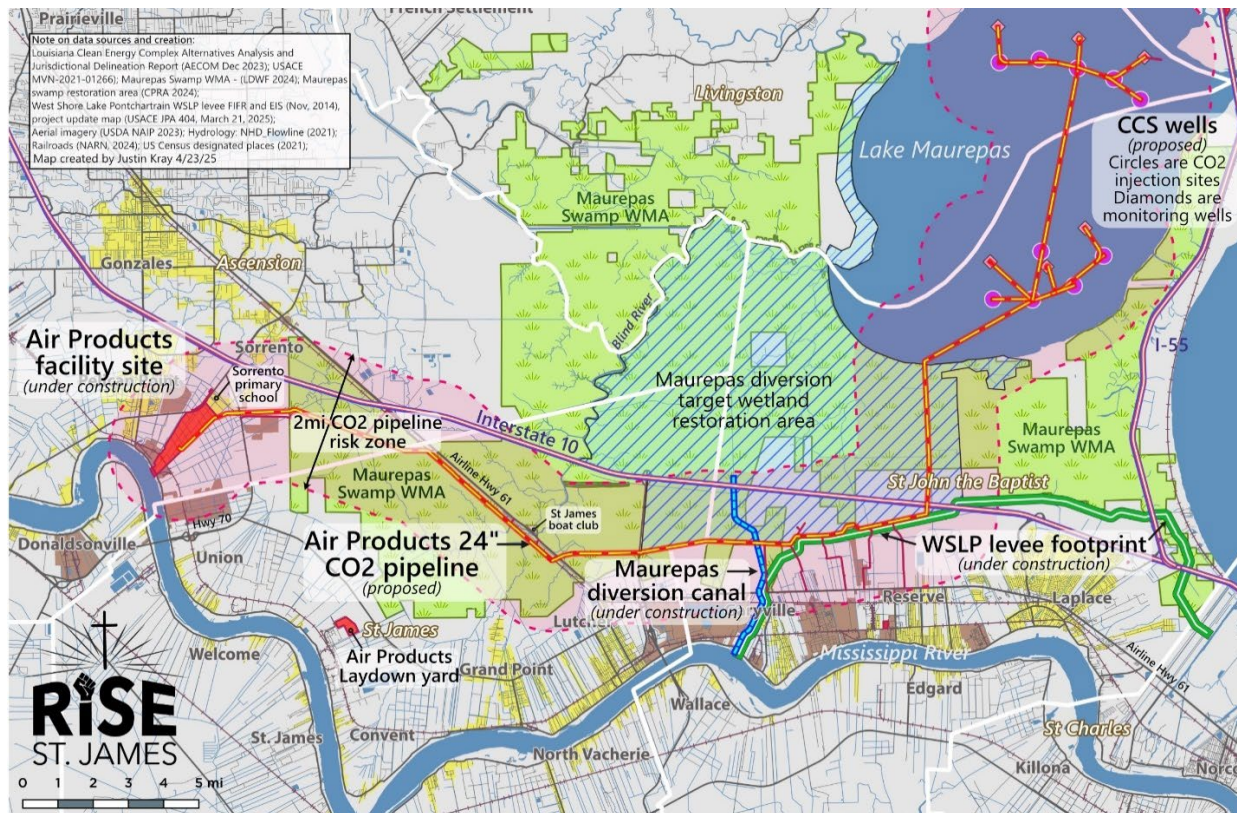 French Settlement
Prairieville
Note on data sources and creation:
Louisiana Clean Energy Complex Alternatives Analysis and
Jurisdictional Delineation Report (AECOM Dec 2023); USACE
MVN-2021-01266); Maurepas Swamp WMA - (LDWF 2024); Maurepas
swamp restoration area (CPRA 2024);
West Shore Lake Pontchartrain WSLP levee FIFR and EIS (Nov, 2014),
project update map (USACE JPA 404, March 21, 2025);
Aerial imagery (USDA NAIP 2023); Hydrology: NHD_Flowline (2021);
Railroads (NARN, 2024); US Census designated places (2021);
Map created by Justin Kray 4/23/25
Livingston
Lake Maurepas
CCS wells
(proposed)
Circles are CO2
injection sites
Diamonds are
monitoring wells
Maurepas
Swamp WMA
Gonzales
Ascension
Blind River
Air Products
facility site
(under construction)
Sorrento
Sorrento
primary
school
I-55
2mi CO2 pipeline
risk zone
Interstate 10
Maurepas diversion
target wetland
restoration area
Maurepas
Swamp WMA
Maurepas
Swamp WMA
Airline Hwy 61
St John the Baptist
St James
boat club
Hwy 70
Donaldsonville
Union
Air Products 24"
CO2 pipeline
(proposed)
Maurepas
diversion canal
(under construction)
WSLP levee footprint
(under construction)
Reserve
Laplace
Lutcher
St James
Air Products
Laydown yard
Welcome
Grand Point
Mississippi River
Airline Hwy 61
Edgard
Wallace
RISE
ST. JAMES
St. James
Convent
North Vacherie
St Charles
Killona
0 1 2 3 4 5 mi